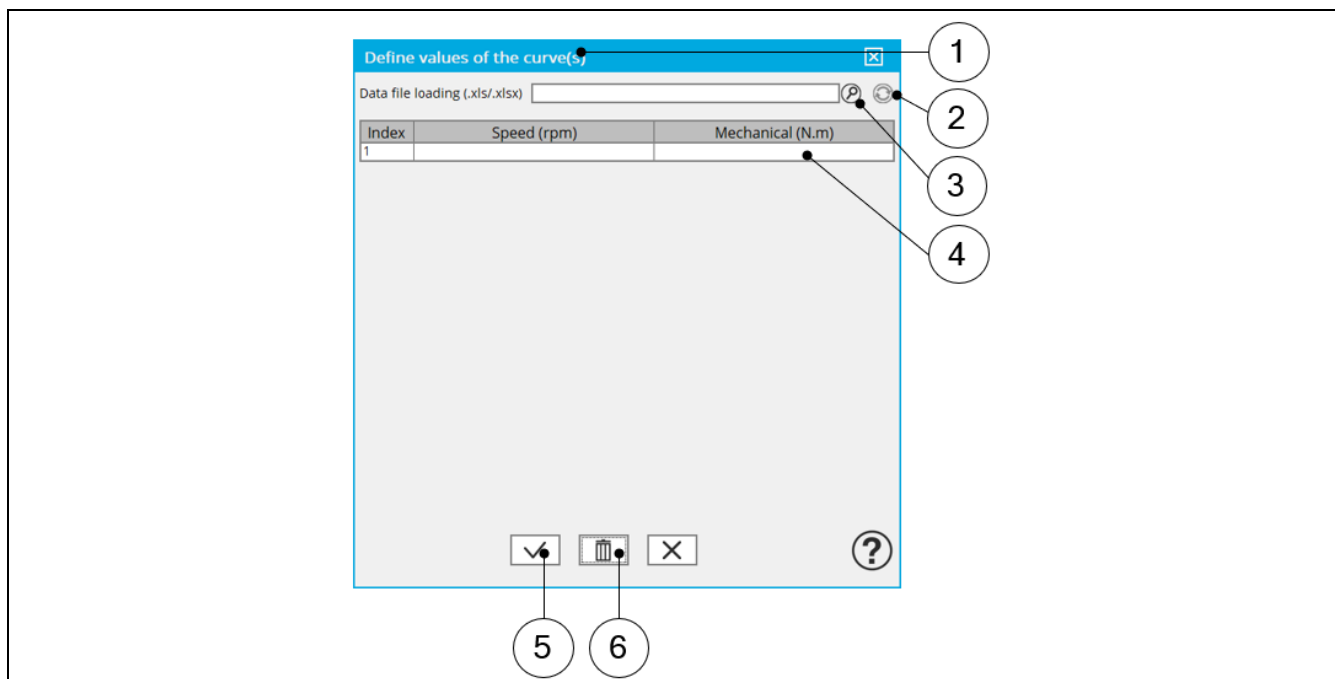 Define values of the curve(s)
1
Data file loading (.xls/.xlsx)
2
Index Speed (rpm) Mechanical (N.m)
1
3
4
?
5 6